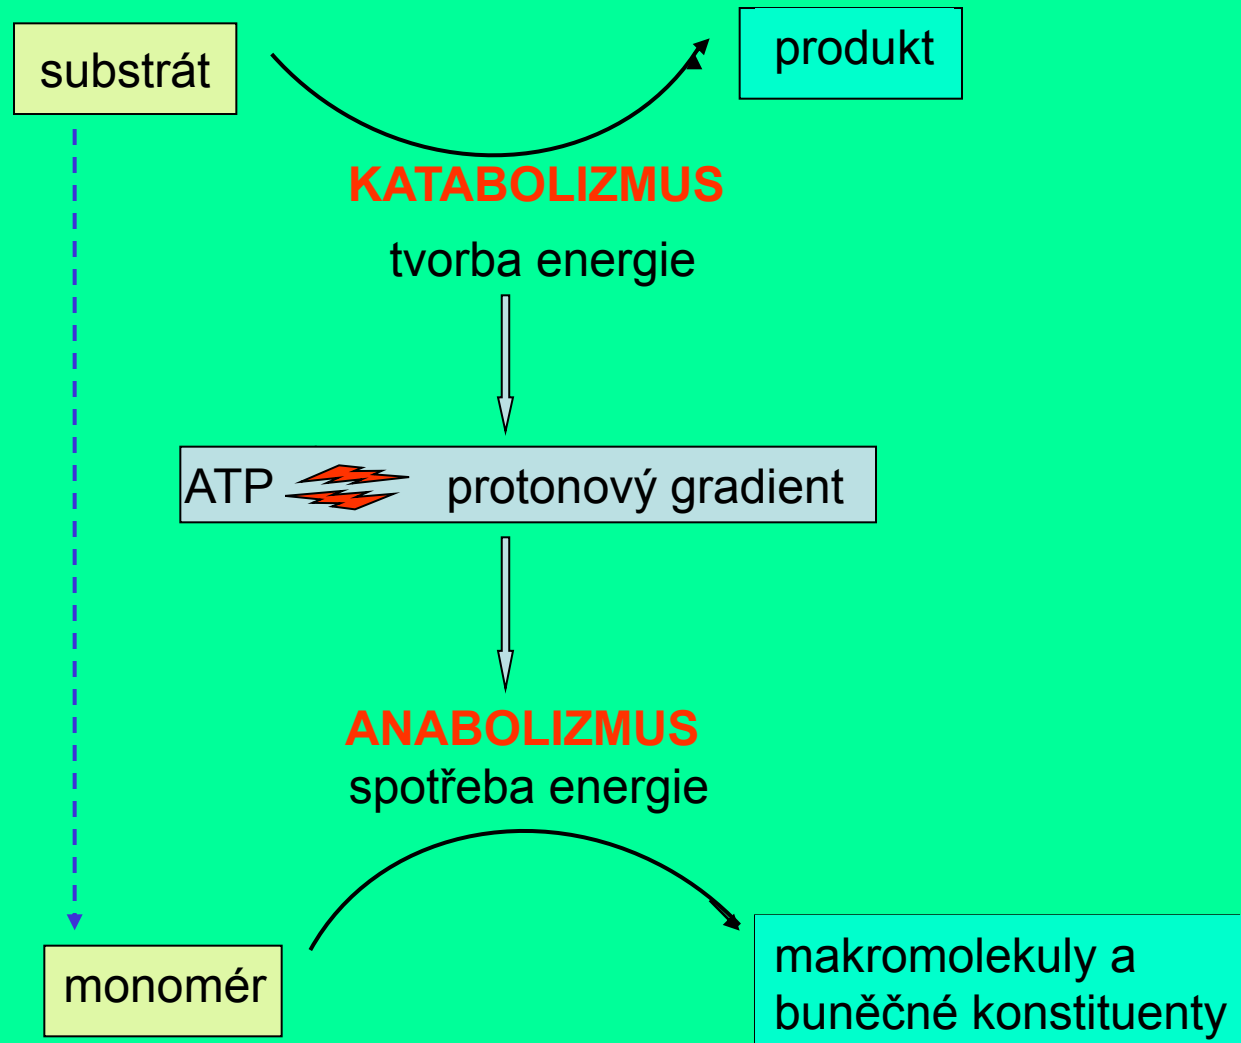 substrát
produkt
KATABOLIZMUS
tvorba energie
ATP protonový gradient
ANABOLIZMUS
spotřeba energie
monomér
makromolekuly a
buněčné konstituenty